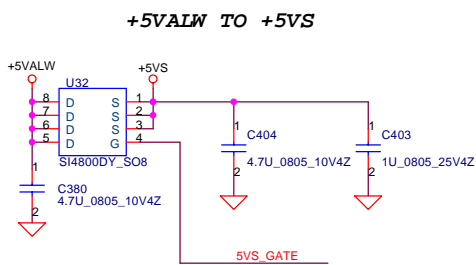 +5VALW TO +5VS
+5VALW
+5VS
U32
8 D S 1
7 D S 2
6 D S 3
5 D G 4
SI4800DY_SO8
1
C380
4.7U_0805_10V4Z
2
1
C404
4.7U_0805_10V4Z
2
1
C403
1U_0805_25V4Z
2
5VS_GATE